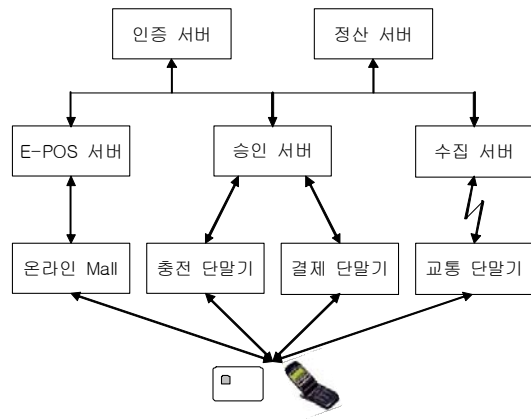 인증 서버
정산 서버
E-POS 서버
승인 서버
수집 서버
온라인 Mall
충전 단말기
결제 단말기
교통 단말기